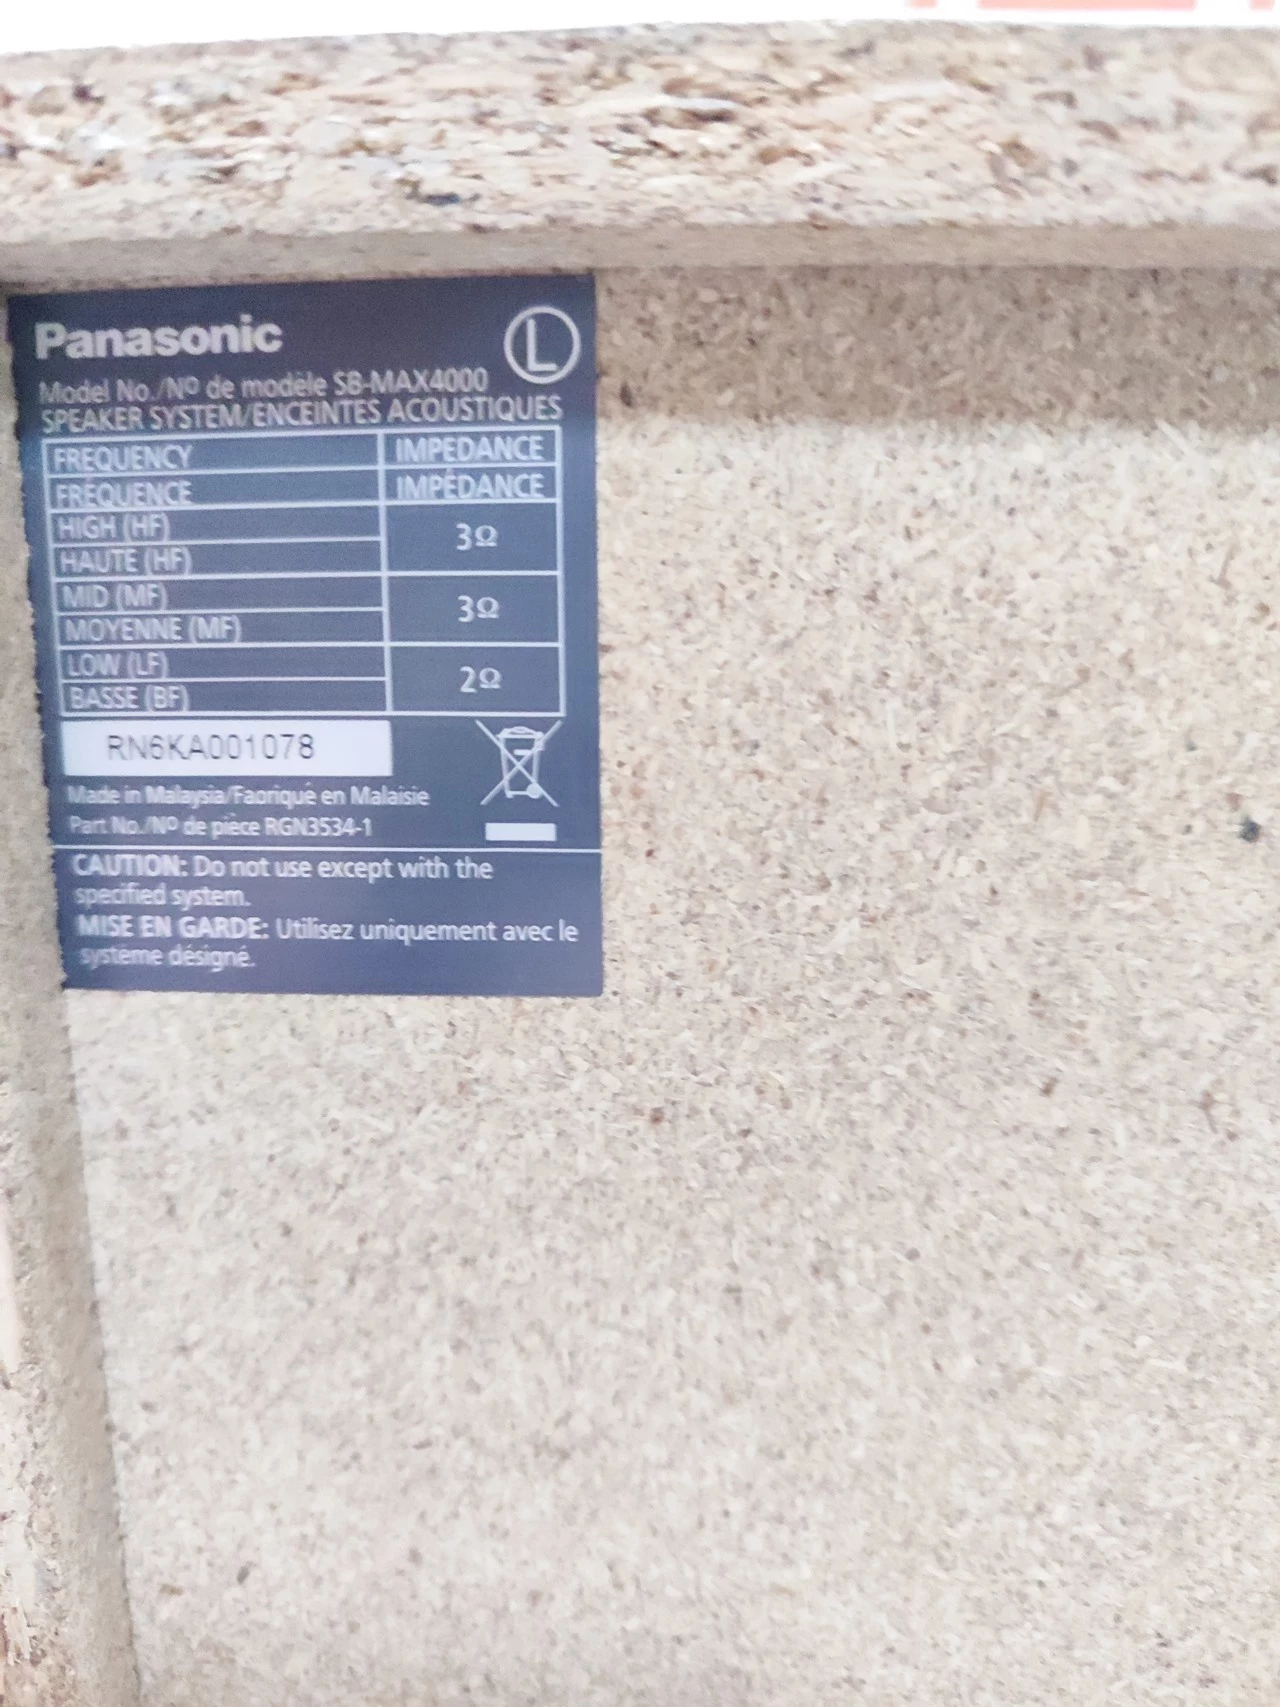 Panasonic
L
Model No./Nº de modèle SB-MAX4000
SPEAKER SYSTEM/ENCEINTES ACOUSTIQUES
FREQUENCY IMPEDANCE
FRÉQUENCE IMPÉDANCE
HIGH (HF) 3Ω
HAUTE (HF)
MID (MF) 3Ω
MOYENNE (MF)
LOW (LF) 2Ω
BASSE (BF)
RN6KA001078
Made in Malaysia/Fabriqué en Malaisie
Part No./Nº de pièce RGN3534-1
CAUTION: Do not use except with the
specified system.
MISE EN GARDE: Utilisez uniquement avec le
système désigné.